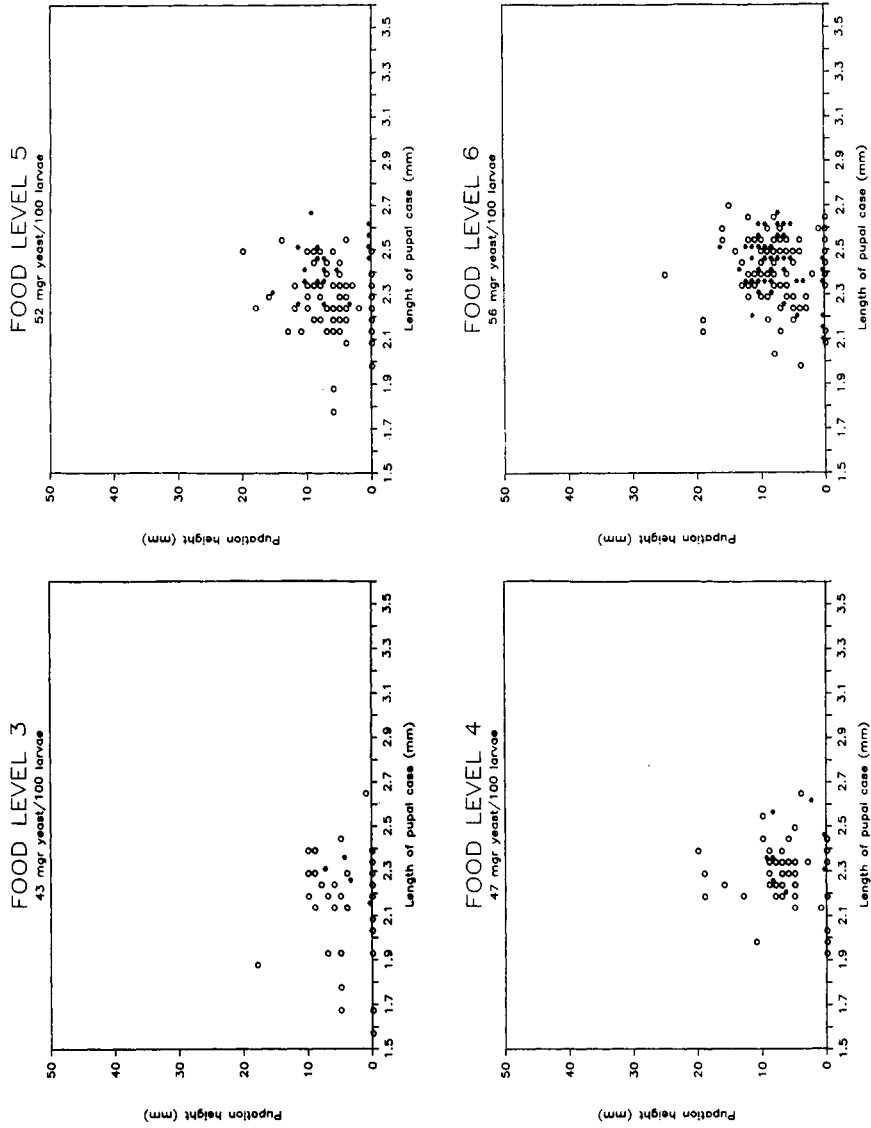 FOOD LEVEL 3
43 mgr yeast/100 larvae
Pupation height (mm)
50
40
30
20
10
0
1.5 1.7 1.9 2.1 2.3 2.5 2.7 2.9 3.1 3.3 3.5
Length of pupal case (mm)
FOOD LEVEL 5
52 mgr yeast/100 larvae
Pupation height (mm)
50
40
30
20
10
0
1.5 1.7 1.9 2.1 2.3 2.5 2.7 2.9 3.1 3.3 3.5
Lenght of pupal case (mm)
FOOD LEVEL 4
47 mgr yeast/100 larvae
Pupation height (mm)
50
40
30
20
10
0
1.5 1.7 1.9 2.1 2.3 2.5 2.7 2.9 3.1 3.3 3.5
Length of pupal case (mm)
FOOD LEVEL 6
56 mgr yeast/100 larvae
Pupation height (mm)
50
40
30
20
10
0
1.5 1.7 1.9 2.1 2.3 2.5 2.7 2.9 3.1 3.3 3.5
Length of pupal case (mm)